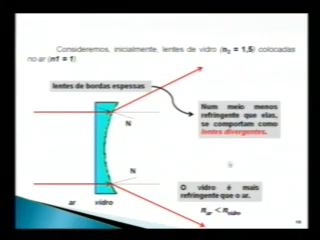 Consideremos, inicialmente, lentes de vidro (n2 = 1,5) colocadas
no ar (n1 = 1).
lentes de bordas espessas
Num meio menos
refringente que elas,
se comportam como
lentes divergentes.
N
N
O vidro é mais
refringente que o ar.
ar vidro
nar < nvidro